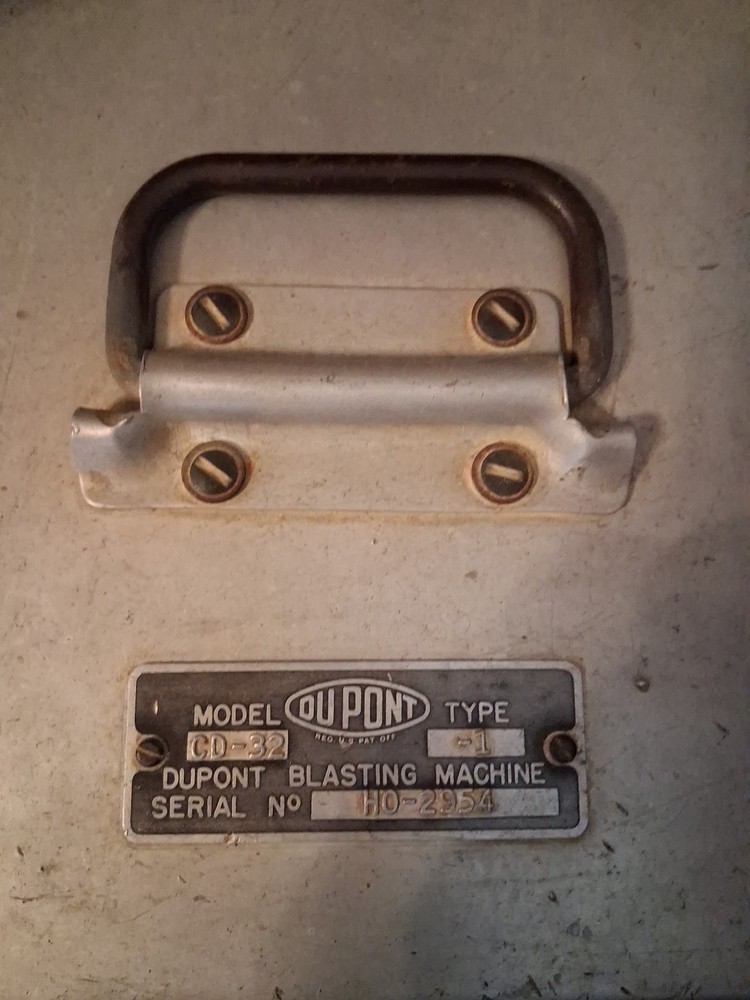 MODEL DU PONT TYPE
REG. U.S. PAT. OFF.
CD-32 -1
DUPONT BLASTING MACHINE
SERIAL Nº HO-2954